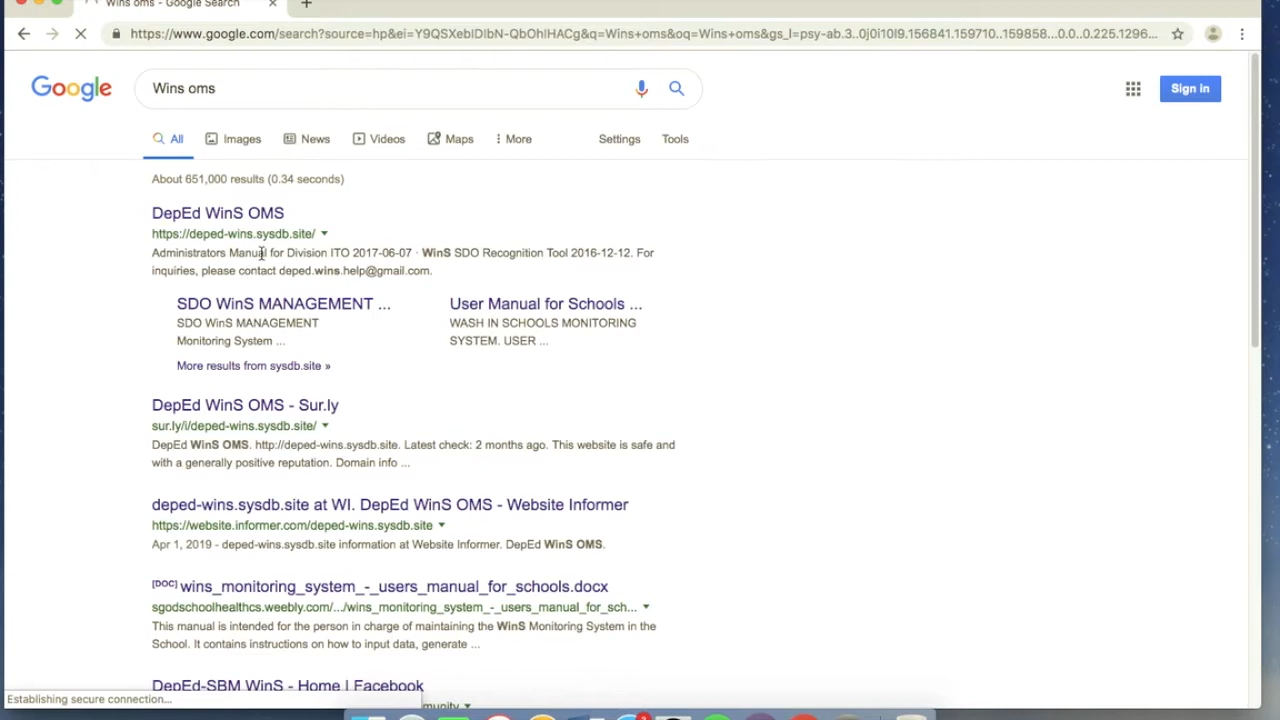 Wins oms - Google Search
https://www.google.com/search?source=hp&ei=Y9QSXeblDlbN-QbOhlHACg&q=Wins+oms&oq=Wins+oms&gs_l=psy-ab.3..0j0i10l9.156841.159710..159858...0.0..0.225.1296...
Google
Wins oms
Sign in
All
Images
News
Videos
Maps
More
Settings
Tools
About 651,000 results (0.34 seconds)
DepEd WinS OMS
https://deped-wins.sysdb.site/
Administrators Manual for Division ITO 2017-06-07 · WinS SDO Recognition Tool 2016-12-12. For
inquiries, please contact deped.wins.help@gmail.com.
SDO WinS MANAGEMENT ...
SDO WinS MANAGEMENT
Monitoring System ...
User Manual for Schools ...
WASH IN SCHOOLS MONITORING
SYSTEM. USER ...
More results from sysdb.site »
DepEd WinS OMS - Sur.ly
sur.ly/i/deped-wins.sysdb.site/
DepEd WinS OMS. http://deped-wins.sysdb.site. Latest check: 2 months ago. This website is safe and
with a generally positive reputation. Domain info ...
deped-wins.sysdb.site at WI. DepEd WinS OMS - Website Informer
https://website.informer.com/deped-wins.sysdb.site
Apr 1, 2019 - deped-wins.sysdb.site information at Website Informer. DepEd WinS OMS.
[DOC] wins_monitoring_system_-_users_manual_for_schools.docx
sgodschoolhealthcs.weebly.com/.../wins_monitoring_system_-_users_manual_for_sch...
This manual is intended for the person in charge of maintaining the WinS Monitoring System in the
School. It contains instructions on how to input data, generate ...
DepEd-SBM WinS - Home | Facebook
Establishing secure connection...